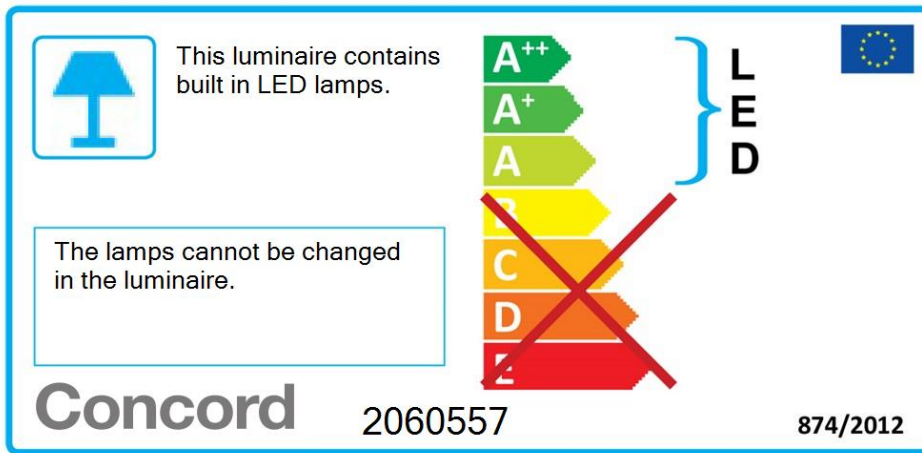 This luminaire contains
built in LED lamps.
The lamps cannot be changed
in the luminaire.
A++
A+
A
B
C
D
E
L
E
D
Concord
2060557
874/2012